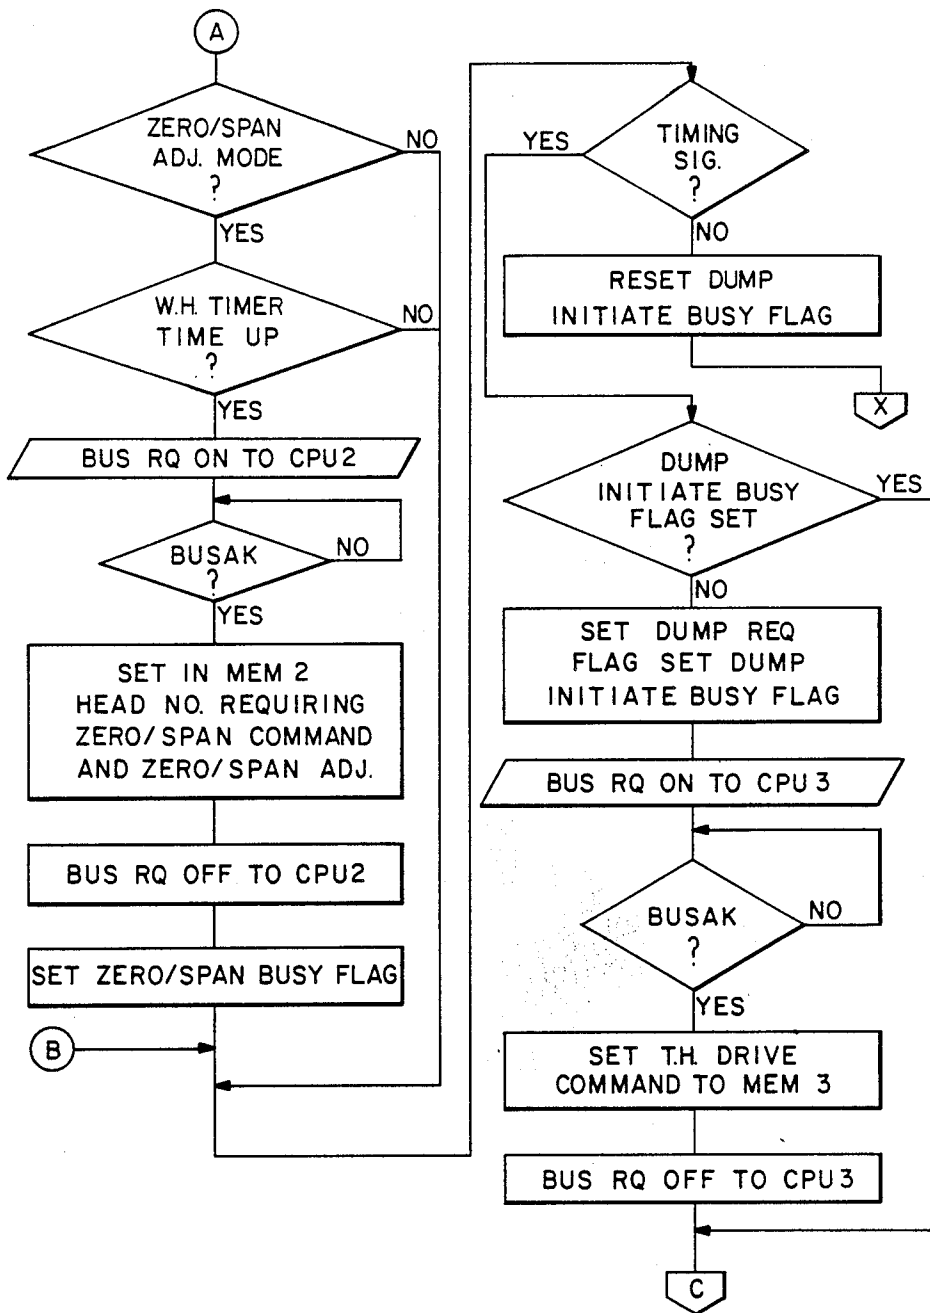 A
ZERO/SPAN
ADJ. MODE
?
NO
YES
W.H. TIMER
TIME UP
?
NO
YES
BUS RQ ON TO CPU2
BUSAK
?
NO
YES
SET IN MEM 2
HEAD NO. REQUIRING
ZERO/SPAN COMMAND
AND ZERO/SPAN ADJ.
BUS RQ OFF TO CPU2
SET ZERO/SPAN BUSY FLAG
B
TIMING
SIG.
?
YES
NO
RESET DUMP
INITIATE BUSY FLAG
X
DUMP
INITIATE BUSY
FLAG SET
?
YES
NO
SET DUMP REQ
FLAG SET DUMP
INITIATE BUSY FLAG
BUS RQ ON TO CPU3
BUSAK
?
NO
YES
SET T.H. DRIVE
COMMAND TO MEM 3
BUS RQ OFF TO CPU3
C